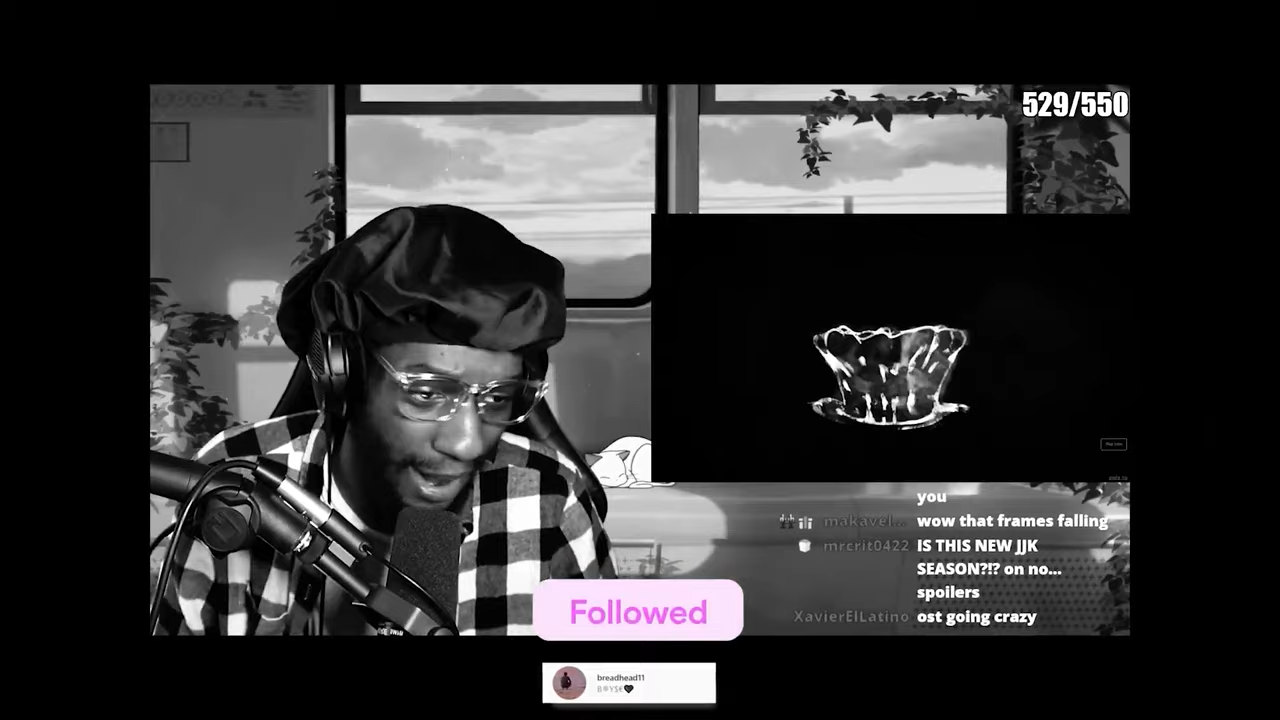 529/550
you
makavel... wow that frames falling
mrcrit0422 IS THIS NEW JJK
SEASON?!? on no...
spoilers
XavierElLatino ost going crazy
Followed
breadhead11